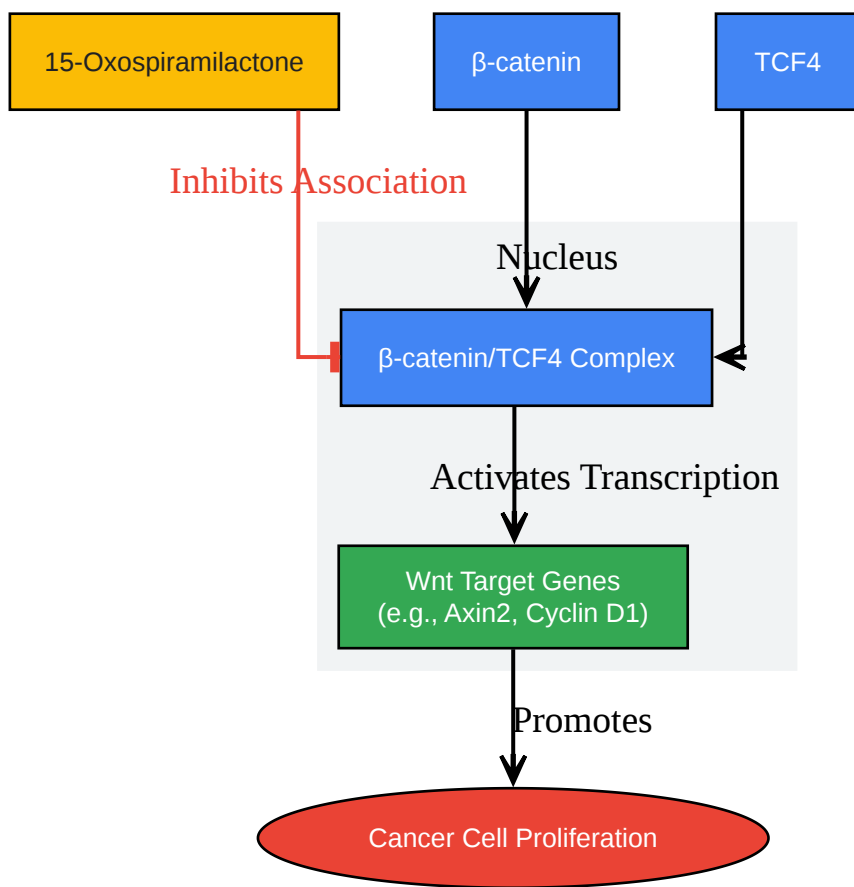 15-Oxospiramilactone
β-catenin
TCF4
Inhibits Association
Nucleus
β-catenin/TCF4 Complex
Activates Transcription
Wnt Target Genes
(e.g., Axin2, Cyclin D1)
Promotes
Cancer Cell Proliferation